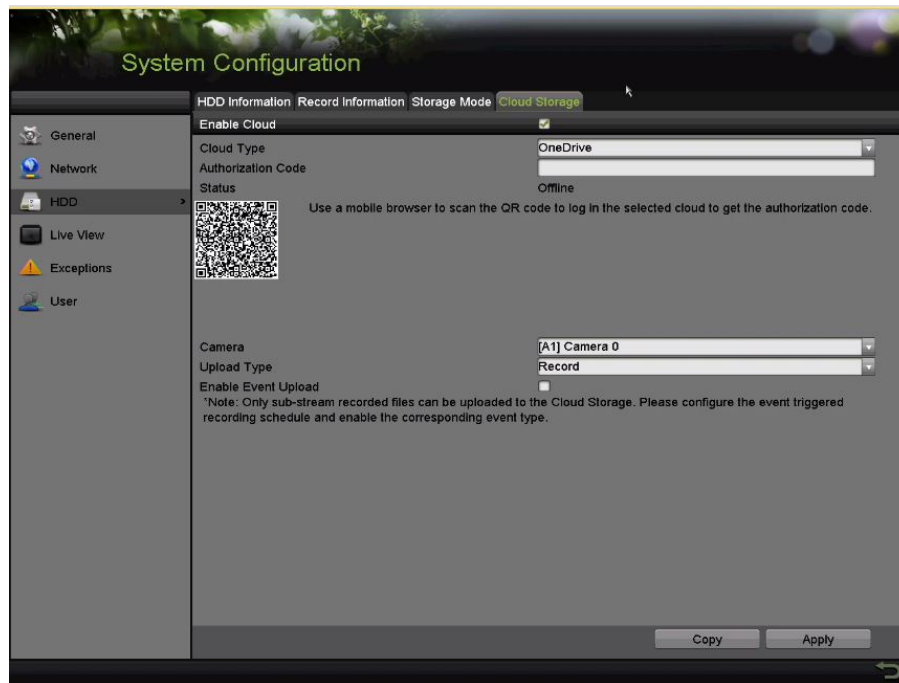 System Configuration
HDD Information Record Information Storage Mode Cloud Storage
General
Network
HDD
Live View
Exceptions
User
Enable Cloud
Cloud Type OneDrive
Authorization Code
Status Offline
Use a mobile browser to scan the QR code to log in the selected cloud to get the authorization code.
Camera [A1] Camera 0
Upload Type Record
Enable Event Upload
*Note: Only sub-stream recorded files can be uploaded to the Cloud Storage. Please configure the event triggered
recording schedule and enable the corresponding event type.
Copy Apply